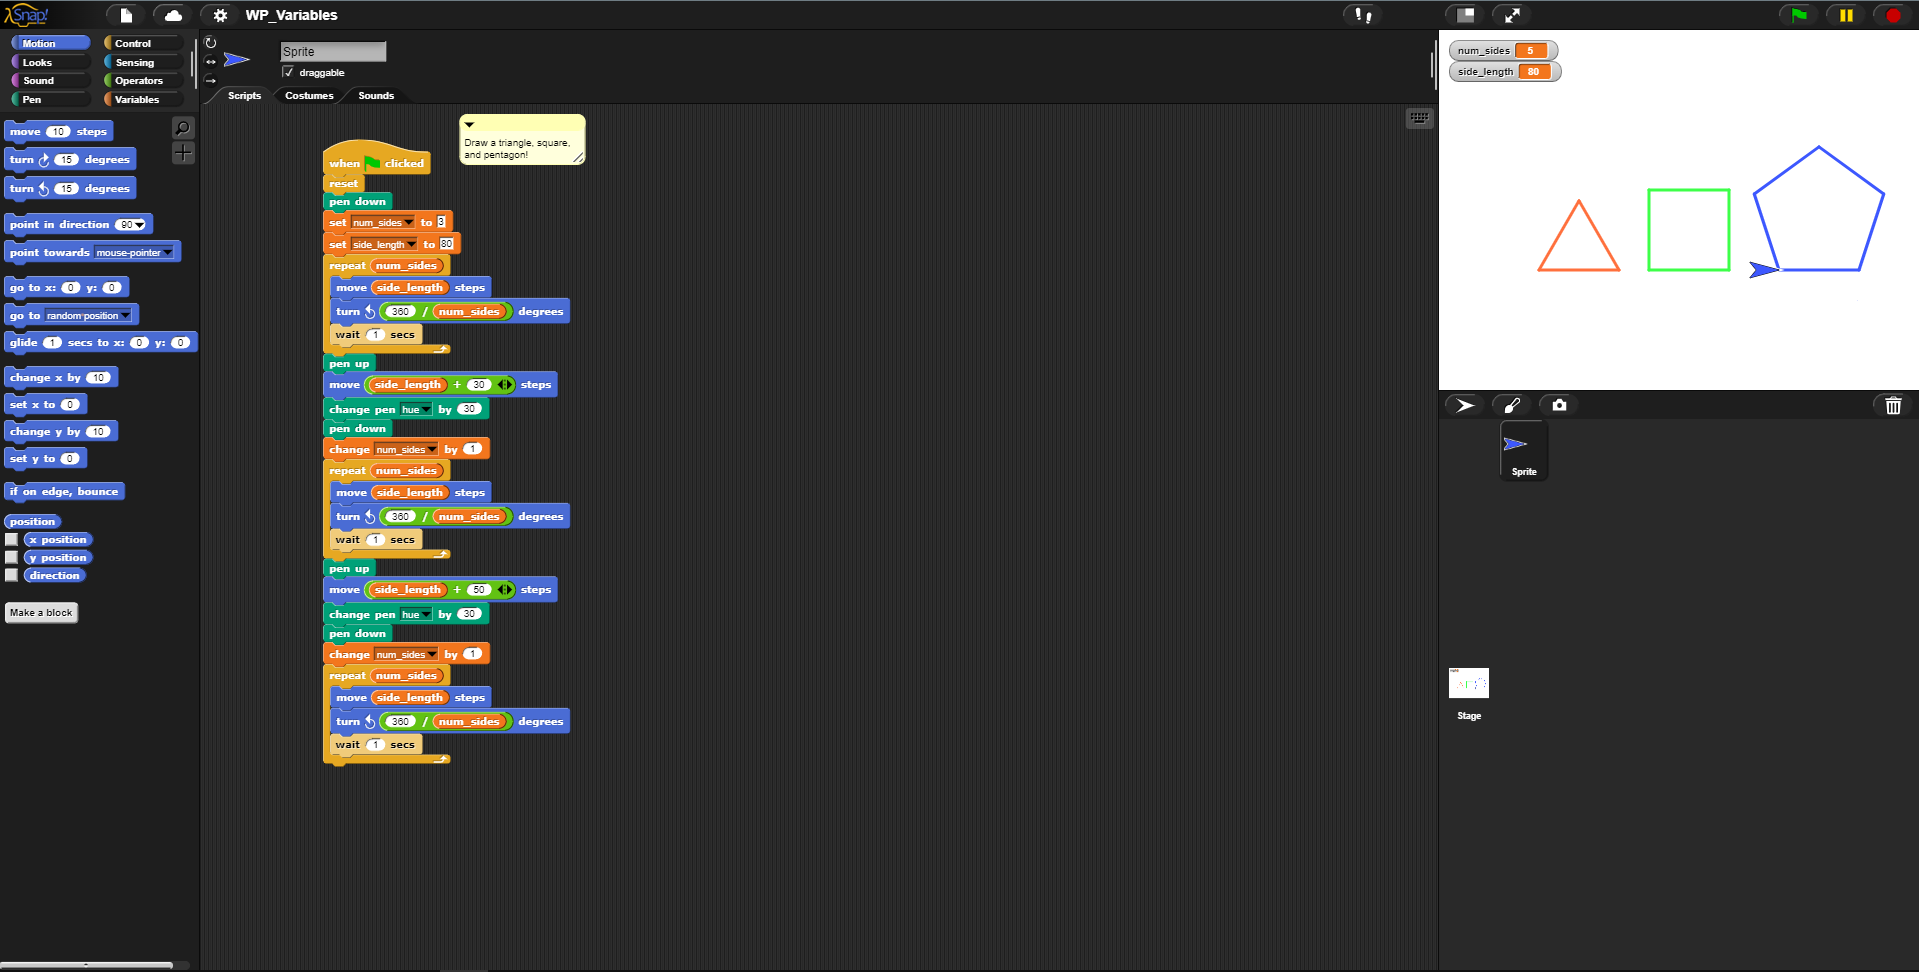 Snap!
WP_Variables
Motion
Control
Looks
Sensing
Sound
Operators
Pen
Variables
move 10 steps
turn 15 degrees
turn 15 degrees
point in direction 90
point towards mouse-pointer
go to x: 0 y: 0
go to random position
glide 1 secs to x: 0 y: 0
change x by 10
set x to 0
change y by 10
set y to 0
if on edge, bounce
position
x position
y position
direction
Make a block
Sprite
draggable
Scripts
Costumes
Sounds
Draw a triangle, square,
and pentagon!
when clicked
reset
pen down
set num_sides to 3
set side_length to 80
repeat num_sides
move side_length steps
turn 360 / num_sides degrees
wait 1 secs
pen up
move side_length + 30 steps
change pen hue by 30
pen down
change num_sides by 1
repeat num_sides
move side_length steps
turn 360 / num_sides degrees
wait 1 secs
pen up
move side_length + 50 steps
change pen hue by 30
pen down
change num_sides by 1
repeat num_sides
move side_length steps
turn 360 / num_sides degrees
wait 1 secs
num_sides 5
side_length 80
Sprite
Stage